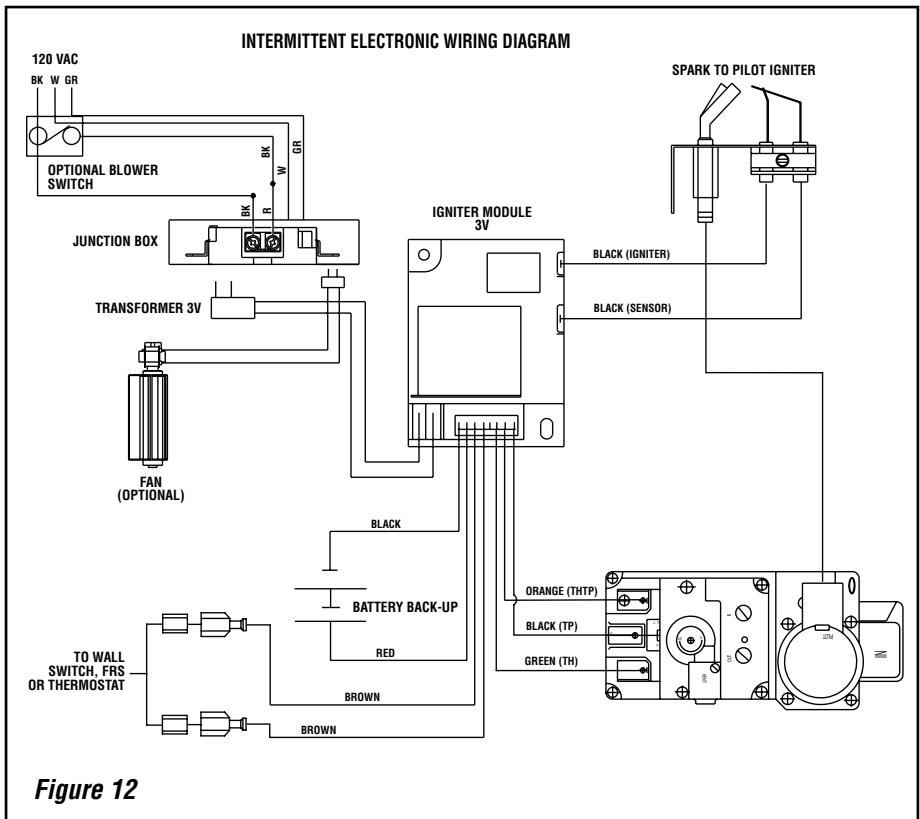 INTERMITTENT ELECTRONIC WIRING DIAGRAM
120 VAC
BK W GR
SPARK TO PILOT IGNITER
BK
W
GR
OPTIONAL BLOWER
SWITCH
BK
R
JUNCTION BOX
IGNITER MODULE
3V
BLACK (IGNITER)
TRANSFORMER 3V
BLACK (SENSOR)
FAN
(OPTIONAL)
BLACK
BATTERY BACK-UP
ORANGE (THTP)
BLACK (TP)
GREEN (TH)
PILOT
OUT
RED
TO WALL
SWITCH, FRS
OR THERMOSTAT
BROWN
BROWN
Figure 12